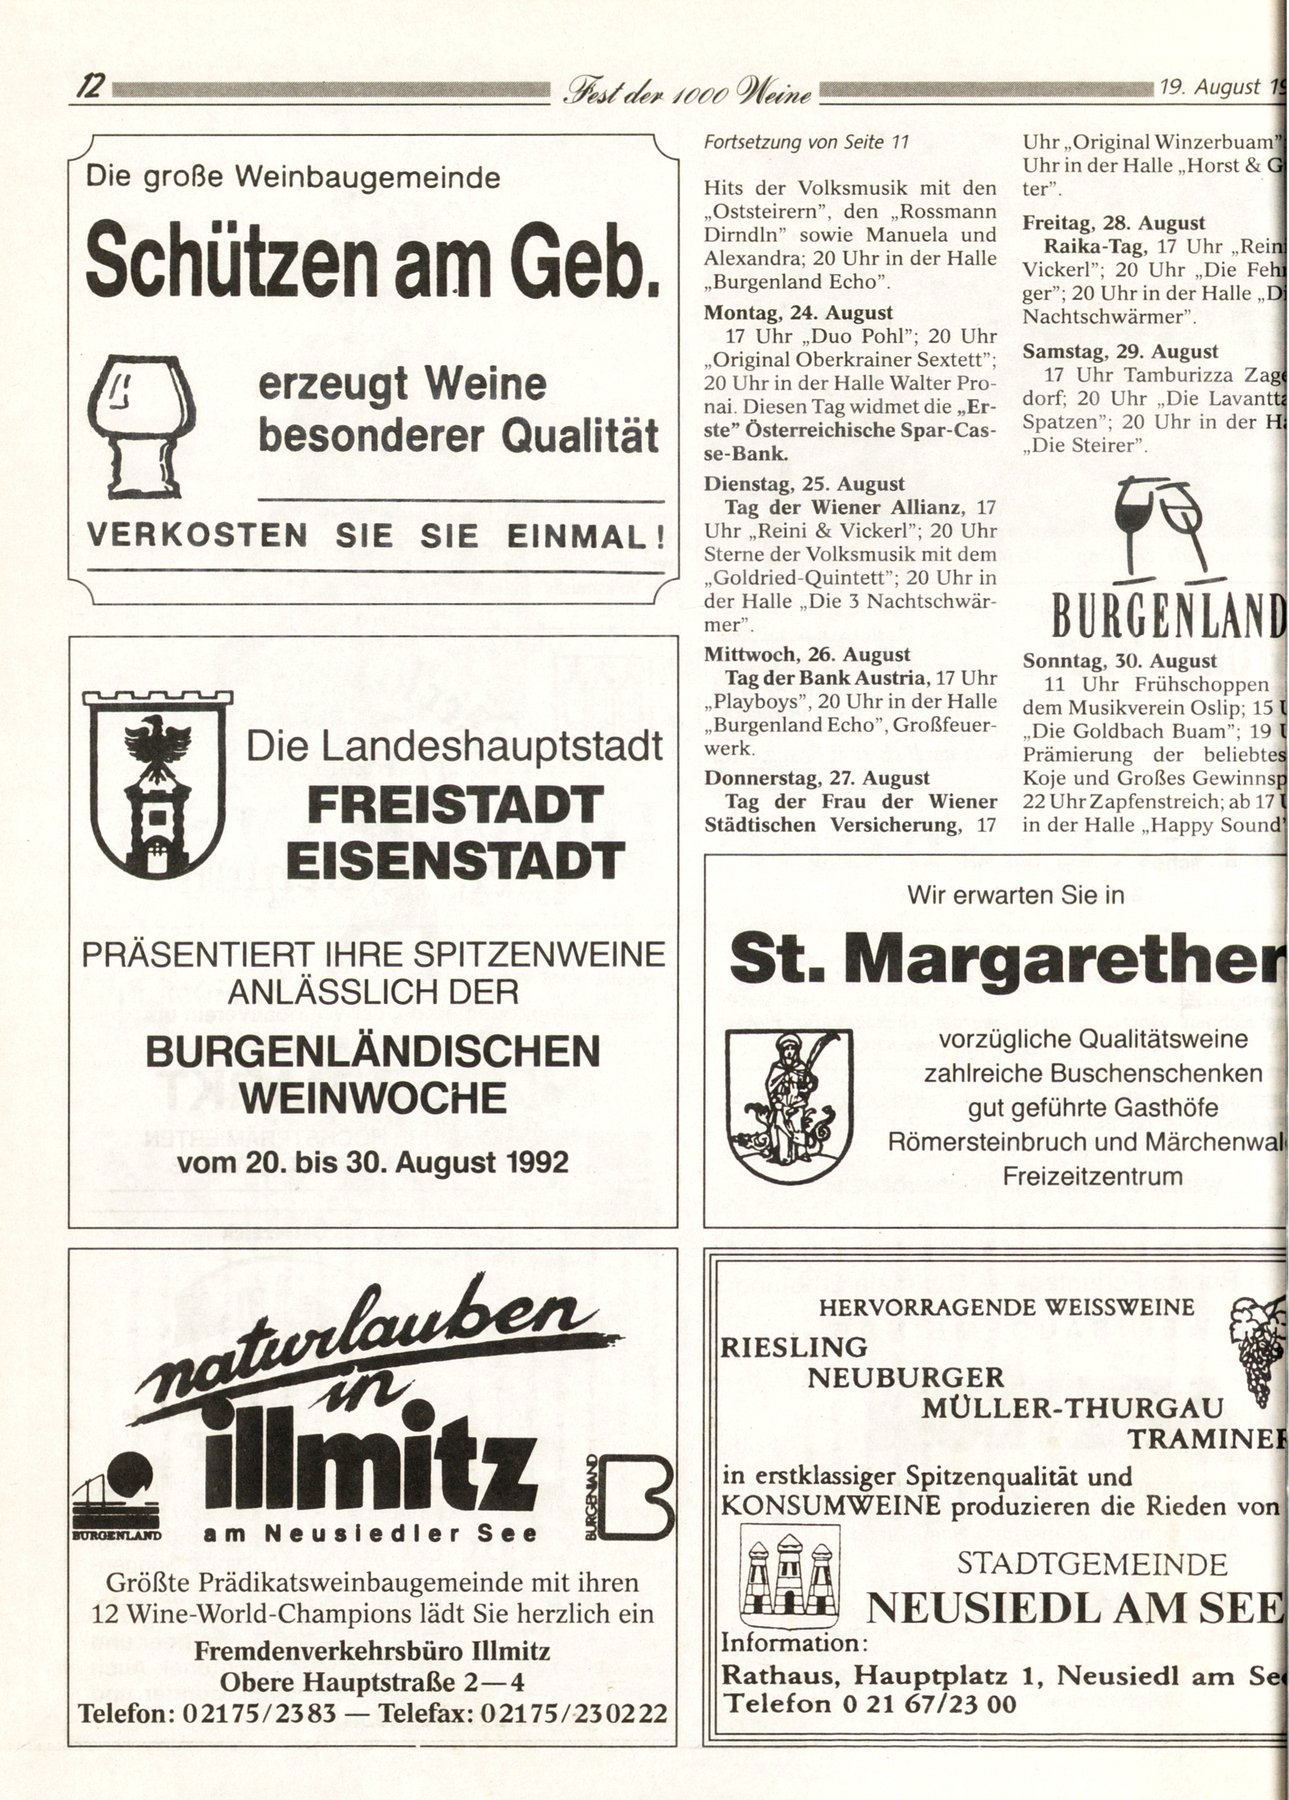 12
Fest der 1000 Weine
19. August
Die große Weinbaugemeinde
Schützen am Geb.
erzeugt Weine
besonderer Qualität
VERKOSTEN SIE SIE EINMAL!
Die Landeshauptstadt
FREISTADT
EISENSTADT
PRÄSENTIERT IHRE SPITZENWEINE
ANLÄSSLICH DER
BURGENLÄNDISCHEN
WEINWOCHE
vom 20. bis 30. August 1992
naturlauben
in
illmitz
am Neusiedler See
BURGENLAND
BURGENLAND
B
Größte Prädikatsweinbaugemeinde mit ihren
12 Wine-World-Champions lädt Sie herzlich ein
Fremdenverkehrsbüro Illmitz
Obere Hauptstraße 2—4
Telefon: 02175/2383 — Telefax: 02175/230222
Fortsetzung von Seite 11
Hits der Volksmusik mit den
„Oststeirern”, den „Rossmann
Dirndln” sowie Manuela und
Alexandra; 20 Uhr in der Halle
„Burgenland Echo”.
Montag, 24. August
17 Uhr „Duo Pohl”; 20 Uhr
„Original Oberkrainer Sextett”;
20 Uhr in der Halle Walter Pro-
nai. Diesen Tag widmet die „Er-
ste” Österreichische Spar-Cas-
se-Bank.
Dienstag, 25. August
Tag der Wiener Allianz, 17
Uhr „Reini & Vickerl”; 20 Uhr
Sterne der Volksmusik mit dem
„Goldried-Quintett”; 20 Uhr in
der Halle „Die 3 Nachtschwär-
mer”.
Mittwoch, 26. August
Tag der Bank Austria, 17 Uhr
„Playboys”, 20 Uhr in der Halle
„Burgenland Echo”, Großfeuer-
werk.
Donnerstag, 27. August
Tag der Frau der Wiener
Städtischen Versicherung, 17
Uhr „Original Winzerbuam”
Uhr in der Halle „Horst & G
ter”.
Freitag, 28. August
Raika-Tag, 17 Uhr „Rein
Vickerl”; 20 Uhr „Die Feh
ger”; 20 Uhr in der Halle „D
Nachtschwärmer”.
Samstag, 29. August
17 Uhr Tamburizza Zag
dorf; 20 Uhr „Die Lavantt
Spatzen”; 20 Uhr in der H
„Die Steirer”.
BURGENLAND
Sonntag, 30. August
11 Uhr Frühschoppen
dem Musikverein Oslip; 15
„Die Goldbach Buam”; 19
Prämierung der beliebtes
Koje und Großes Gewinnsp
22 Uhr Zapfenstreich; ab 17
in der Halle „Happy Sound”
Wir erwarten Sie in
St. Margarethen
vorzügliche Qualitätsweine
zahlreiche Buschenschenken
gut geführte Gasthöfe
Römersteinbruch und Märchenwal
Freizeitzentrum
HERVORRAGENDE WEISSWEINE
RIESLING
NEUBURGER
MÜLLER-THURGAU
TRAMINER
in erstklassiger Spitzenqualität und
KONSUMWEINE produzieren die Rieden von
STADTGEMEINDE
NEUSIEDL AM SEE
Information:
Rathaus, Hauptplatz 1, Neusiedl am See
Telefon 0 21 67/23 00